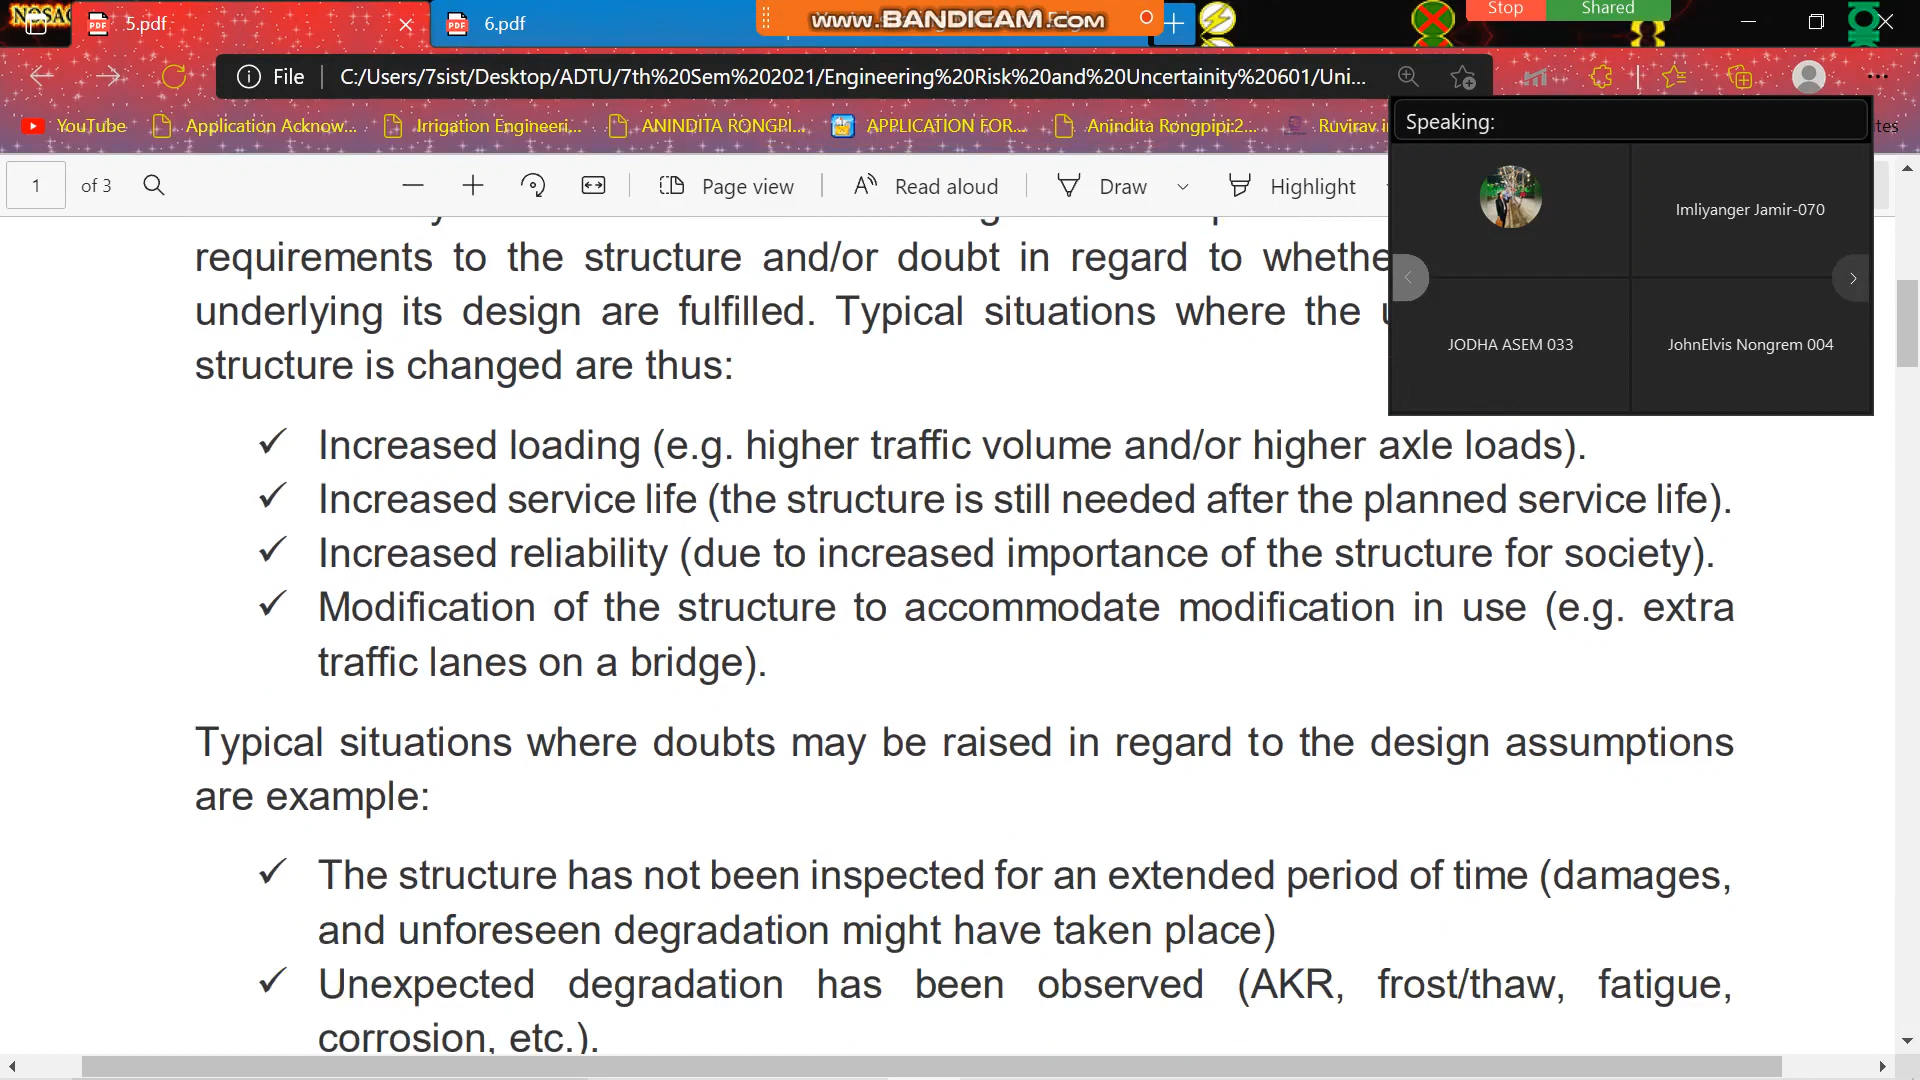 5.pdf
6.pdf
www.BANDICAM.com
Stop
Shared
File
C:/Users/7sist/Desktop/ADTU/7th%20Sem%202021/Engineering%20Risk%20and%20Uncertainity%20601/Uni...
YouTube
Application Acknow...
Irrigation Engineeri...
ANINDITA RONGPI...
APPLICATION FOR...
Anindita Rongpipi:2...
Ruvirav i
tes
Speaking:
Imliyanger Jamir-070
JODHA ASEM 033
JohnElvis Nongrem 004
1
of 3
Page view
Read aloud
Draw
Highlight
requirements to the structure and/or doubt in regard to whethe
underlying its design are fulfilled. Typical situations where the
structure is changed are thus:
✓ Increased loading (e.g. higher traffic volume and/or higher axle loads).
✓ Increased service life (the structure is still needed after the planned service life).
✓ Increased reliability (due to increased importance of the structure for society).
✓ Modification of the structure to accommodate modification in use (e.g. extra
traffic lanes on a bridge).
Typical situations where doubts may be raised in regard to the design assumptions
are example:
✓ The structure has not been inspected for an extended period of time (damages,
and unforeseen degradation might have taken place)
✓ Unexpected degradation has been observed (AKR, frost/thaw, fatigue,
corrosion, etc.).